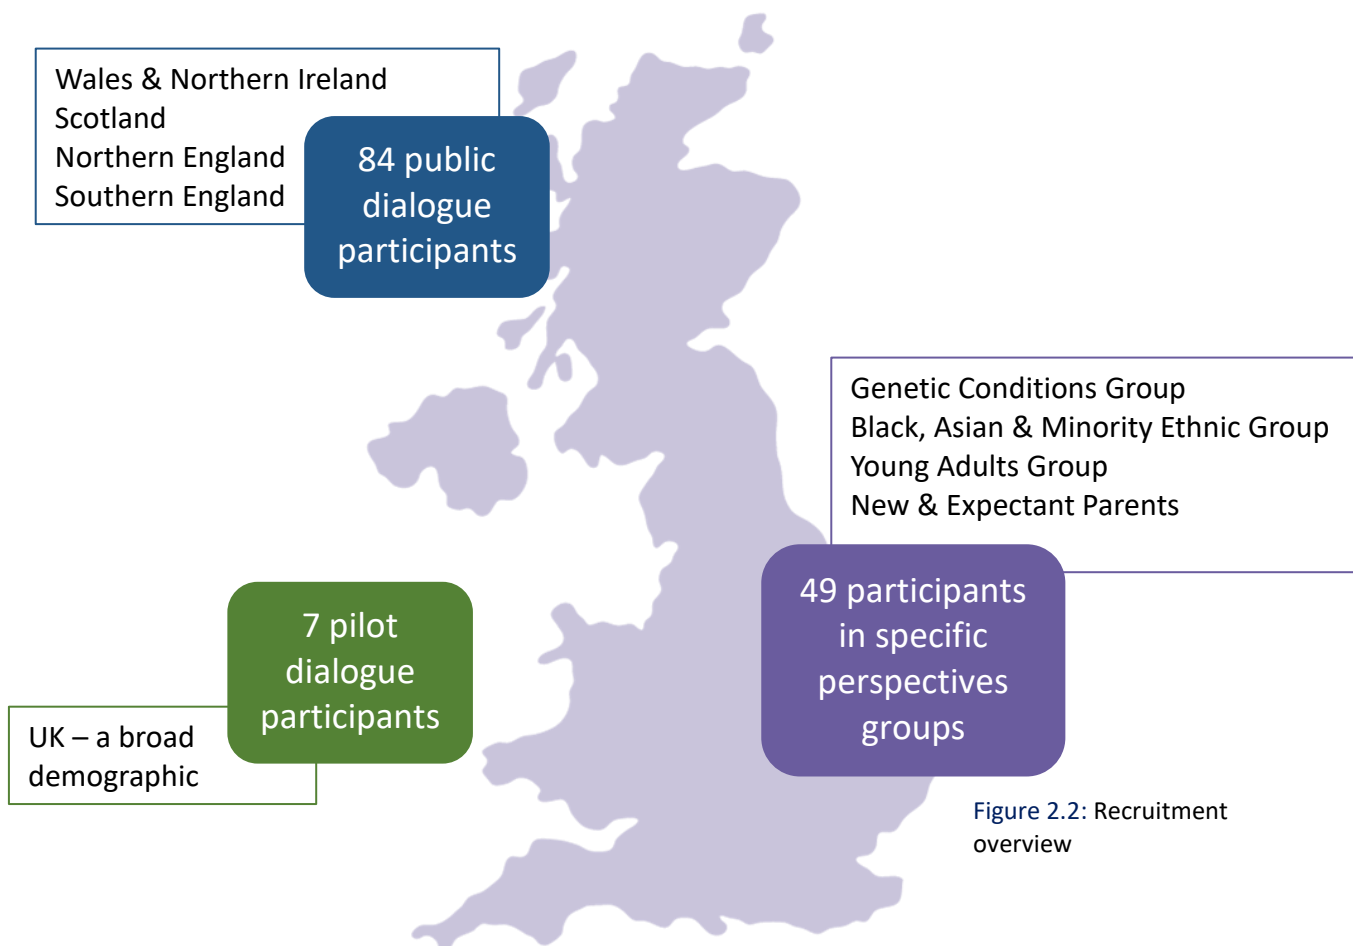 Wales & Northern Ireland
Scotland
Northern England
Southern England
84 public
dialogue
participants
Genetic Conditions Group
Black, Asian & Minority Ethnic Group
Young Adults Group
New & Expectant Parents
49 participants
in specific
perspectives
groups
7 pilot
dialogue
participants
UK – a broad
demographic
Figure 2.2: Recruitment
overview